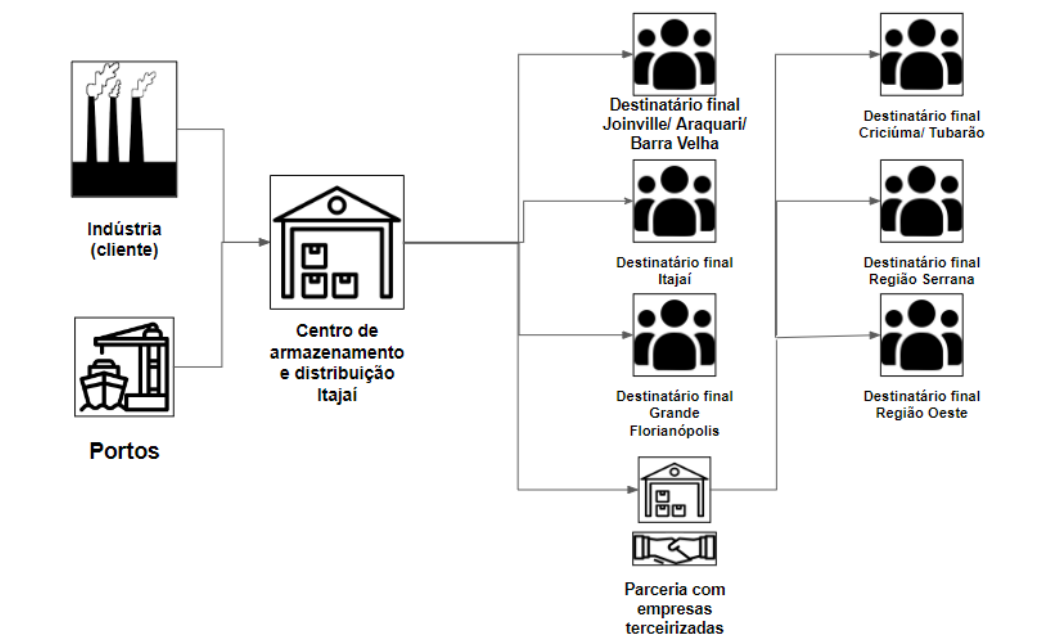 Indústria
(cliente)
Portos
Centro de
armazenamento
e distribuição
Itajaí
Destinatário final
Joinville/ Araquari/
Barra Velha
Destinatário final
Itajaí
Destinatário final
Grande
Florianópolis
Parceria com
empresas
terceirizadas
Destinatário final
Criciúma/ Tubarão
Destinatário final
Região Serrana
Destinatário final
Região Oeste